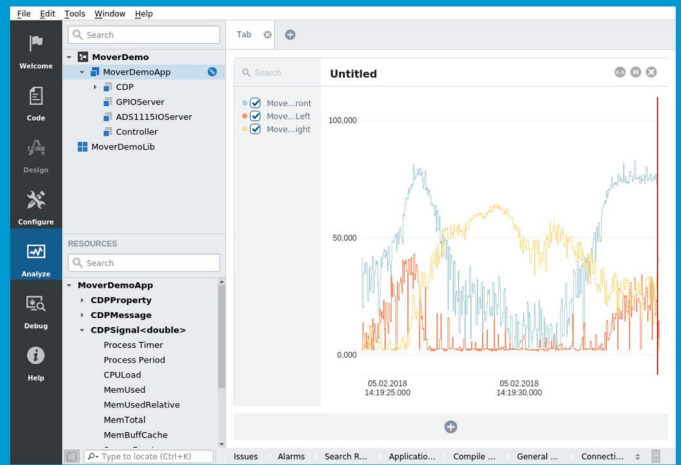 File Edit Tools Window Help
Welcome
Code
Design
Configure
Analyze
Debug
Help
Search
MoverDemo
MoverDemoApp
CDP
GPIOServer
ADS1115IOServer
Controller
MoverDemoLib
RESOURCES
Search
MoverDemoApp
CDPProperty
CDPMessage
CDPSignal<double>
Process Timer
Process Period
CPULoad
MemUsed
MemUsedRelative
MemTotal
MemBuffCache
Tab
Search
Move...ront
Move...Left
Move...ight
Untitled
100,000
50,000
0,000
05.02.2018 05.02.2018
14:19:25.000 14:19:30.000
Type to locate (Ctrl+K)
Issues Alarms Search R... Applicatio... Compile ... General ... Connecti...